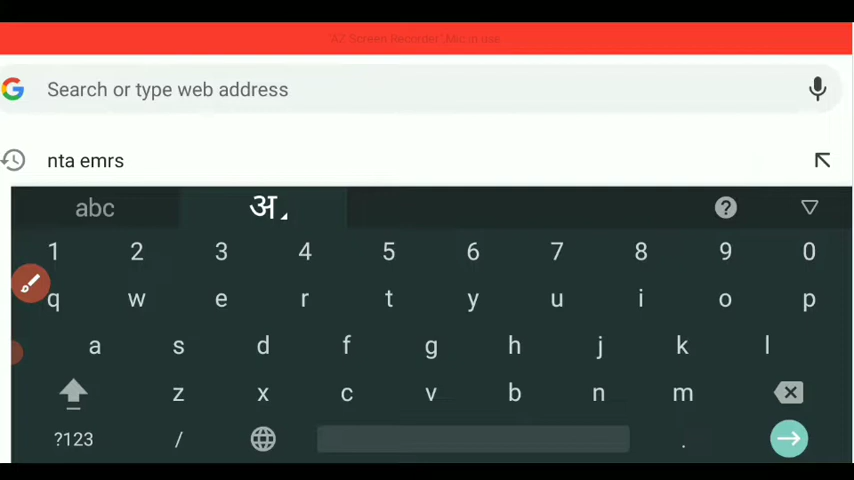 "AZ Screen Recorder".Mic in use
Search or type web address
nta emrs
abc अ
1 2 3 4 5 6 7 8 9 0
q w e r t y u i o p
a s d f g h j k l
z x c v b n m
?123 / .